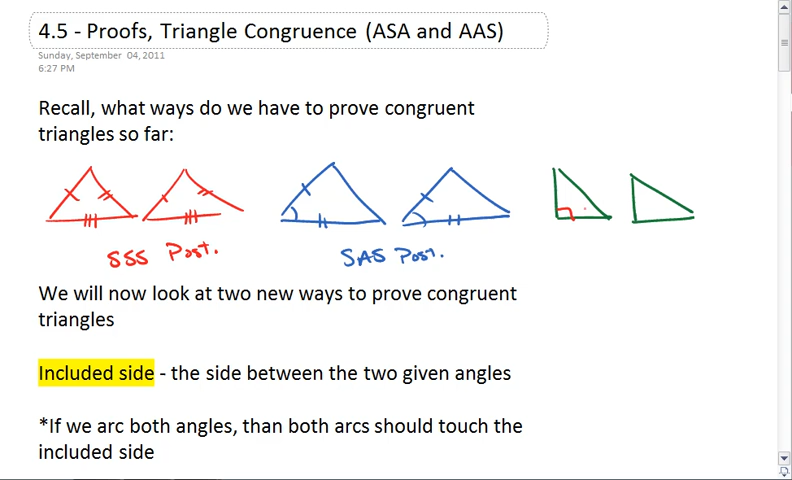 4.5 - Proofs, Triangle Congruence (ASA and AAS)
Sunday, September 04, 2011
6:27 PM
Recall, what ways do we have to prove congruent
triangles so far:
SSS Post.
SAS Post.
We will now look at two new ways to prove congruent
triangles
Included side - the side between the two given angles
*If we arc both angles, than both arcs should touch the
included side